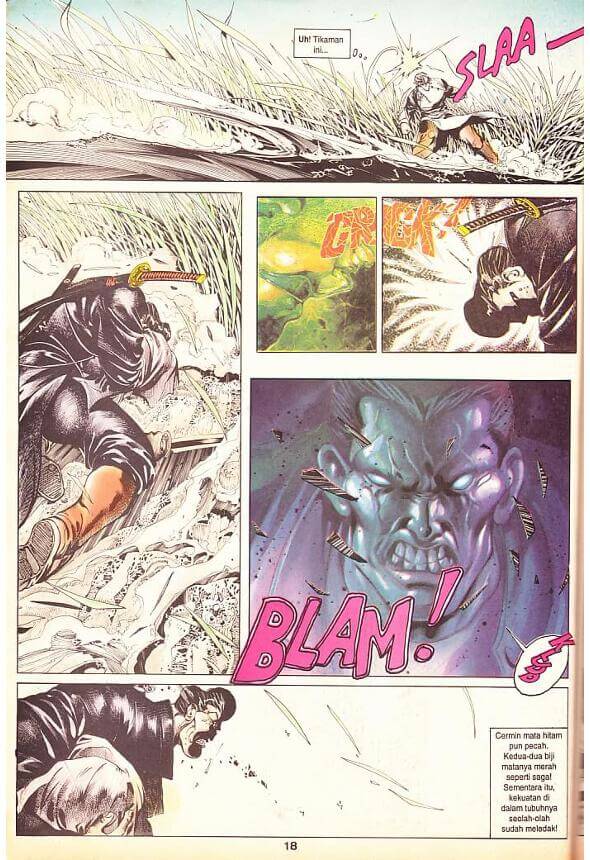 Uh! Tikaman
ini...
SLAA
CRICK!
BLAM!
Cermin mata hitam
pun pecah.
Kedua-dua biji
matanya merah
seperti saga!
Sementara itu,
kekuatan di
dalam tubuhnya
seolah-olah
sudah meledak!
18